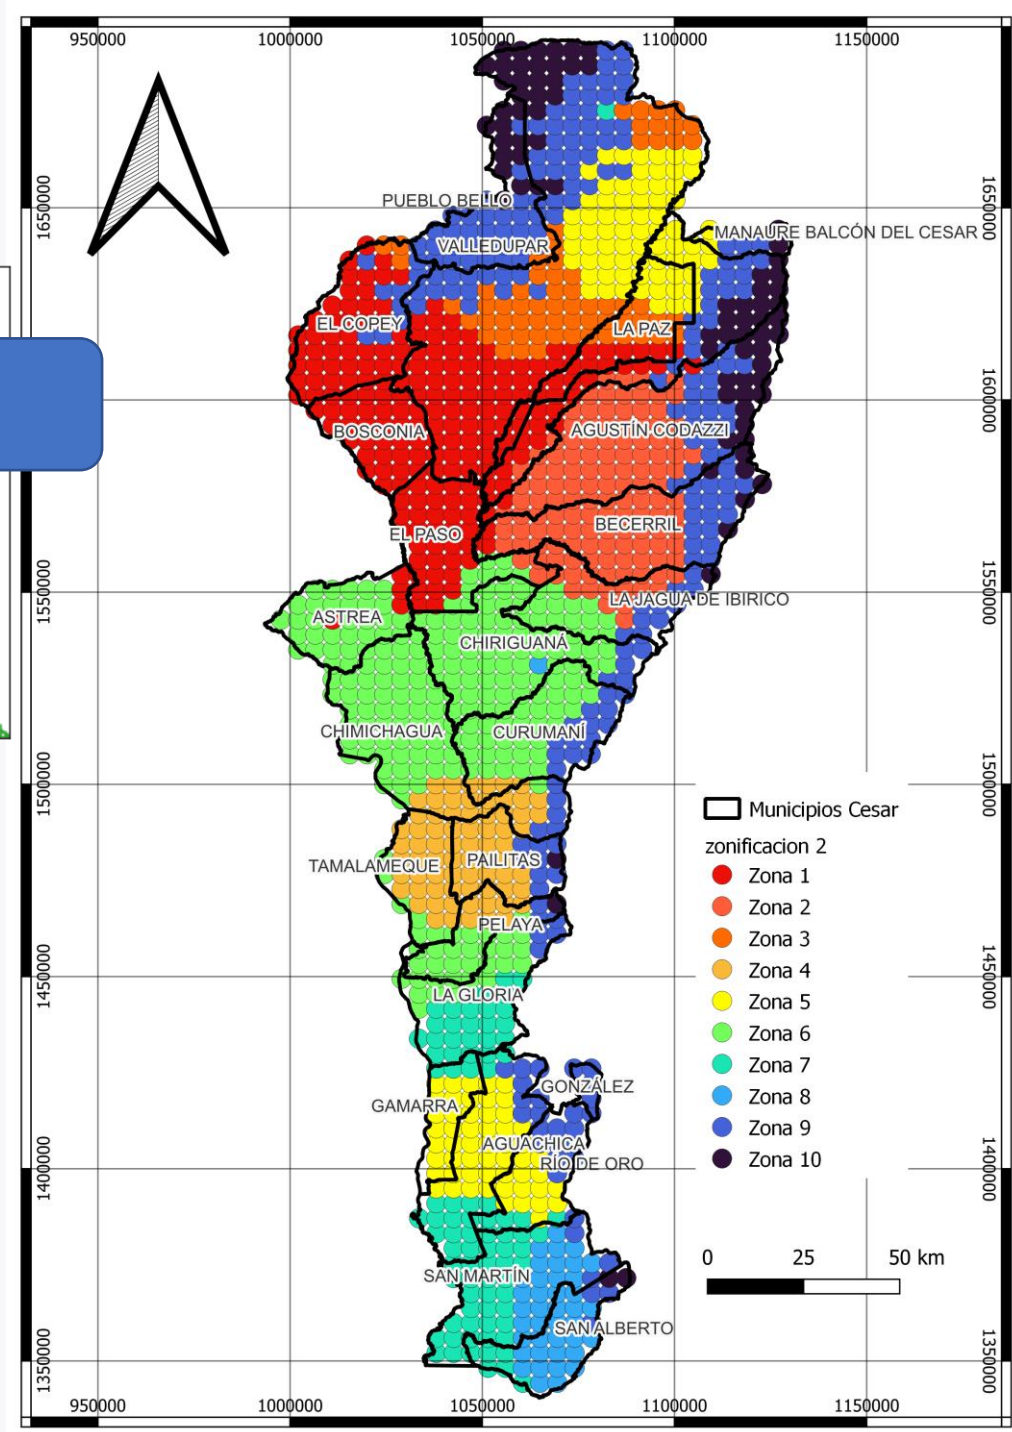 950000 1000000 1050000 1100000 1150000
1650000 1650000
PUEBLO BELLO
VALLEDUPAR
MANAURE BALCÓN DEL CESAR
EL COPEY
LA PAZ
1600000 1600000
BOSCONIA
AGUSTÍN CODAZZI
EL PASO
BECERRIL
1550000 1550000
LA JAGUA DE IBIRICO
ASTREA
CHIRIGUANÁ
CHIMICHAGUA
CURUMANÍ
1500000 1500000
Municipios Cesar
zonificacion 2
TAMALAMEQUE
PAILITAS
Zona 1
Zona 2
PELAYA
Zona 3
Zona 4
1450000 1450000
LA GLORIA
Zona 5
Zona 6
Zona 7
GONZÁLEZ
Zona 8
GAMARRA
Zona 9
AGUACHICA
RÍO DE ORO
Zona 10
1400000 1400000
0 25 50 km
SAN MARTÍN
SAN ALBERTO
1350000 1350000
950000 1000000 1050000 1100000 1150000